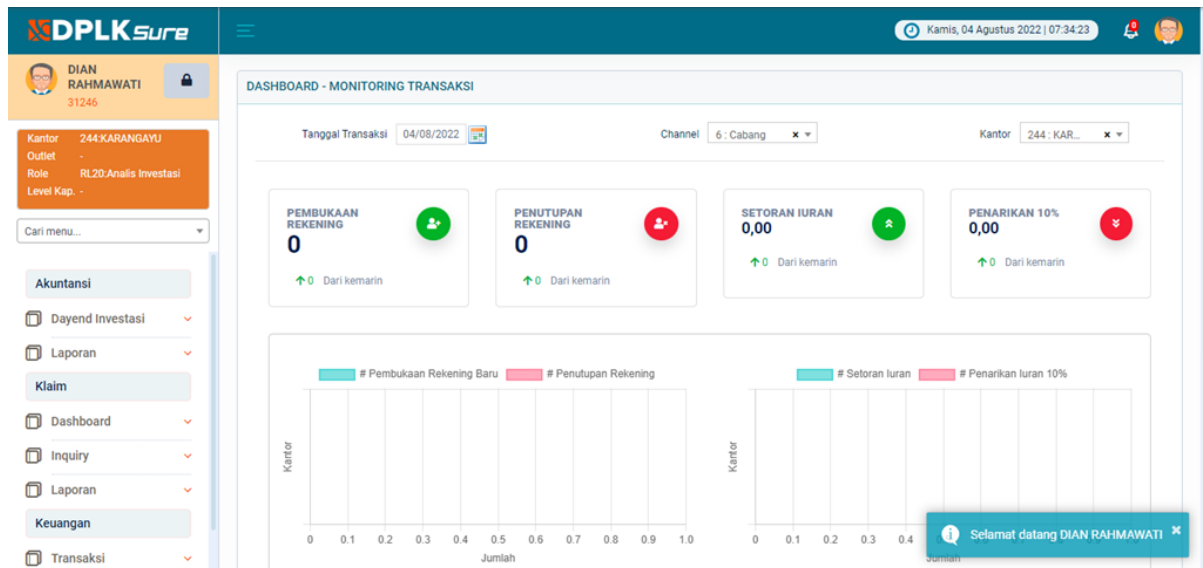 DPLKSure
Kamis, 04 Agustus 2022 | 07:34:23
DIAN
RAHMAWATI
31246
Kantor 244:KARANGAYU
Outlet -
Role RL20:Analis Investasi
Level Kap. -
Cari menu...
Akuntansi
Dayend Investasi
Laporan
Klaim
Dashboard
Inquiry
Laporan
Keuangan
Transaksi
DASHBOARD - MONITORING TRANSAKSI
Tanggal Transaksi 04/08/2022
Channel 6 : Cabang x
Kantor 244 : KAR... x
PEMBUKAAN
REKENING
0
0 Dari kemarin
PENUTUPAN
REKENING
0
0 Dari kemarin
SETORAN IURAN
0,00
0 Dari kemarin
PENARIKAN 10%
0,00
0 Dari kemarin
# Pembukaan Rekening Baru # Penutupan Rekening
Kantor
0 0.1 0.2 0.3 0.4 0.5 0.6 0.7 0.8 0.9 1.0
Jumlah
# Setoran Iuran # Penarikan Iuran 10%
Kantor
0 0.1 0.2 0.3 0.4
Jumlah
Selamat datang DIAN RAHMAWATI ×